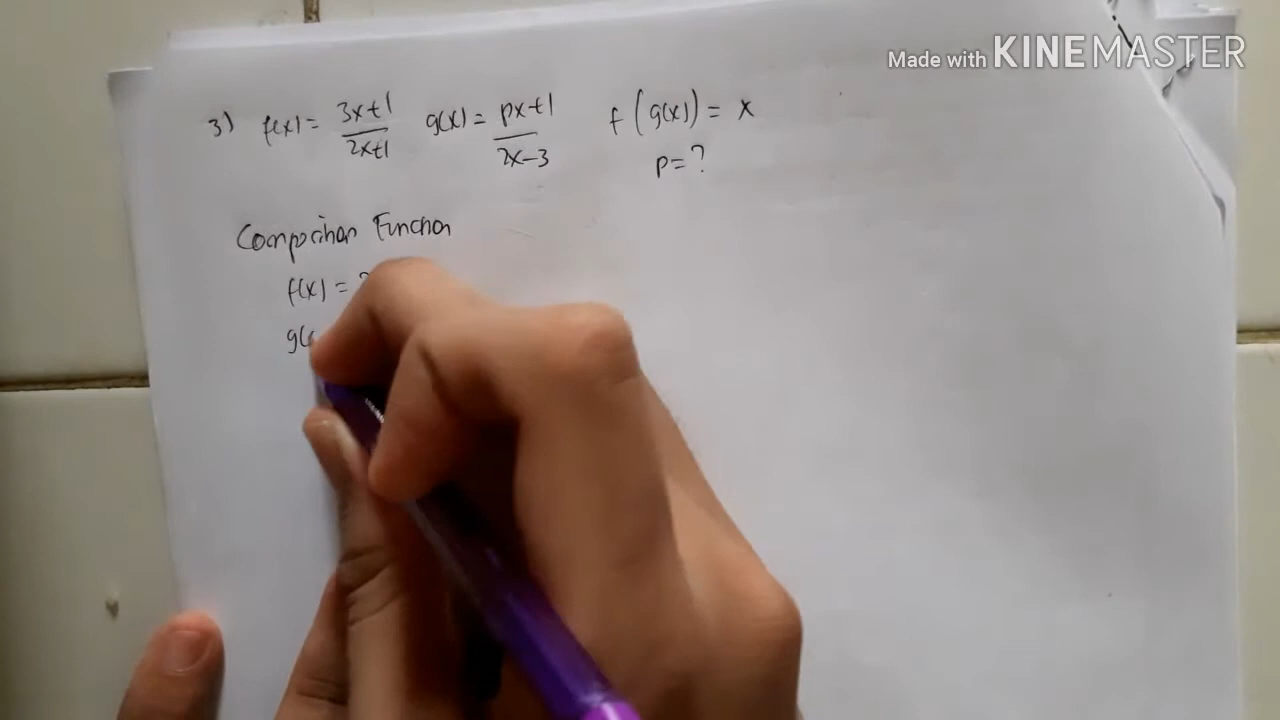 Made with KINEMASTER
3) f(x) = 3x+1 / 2x+1 g(x) = px+1 / 2x-3 f(g(x)) = x
p = ?
Composition Function
f(x) =
g(